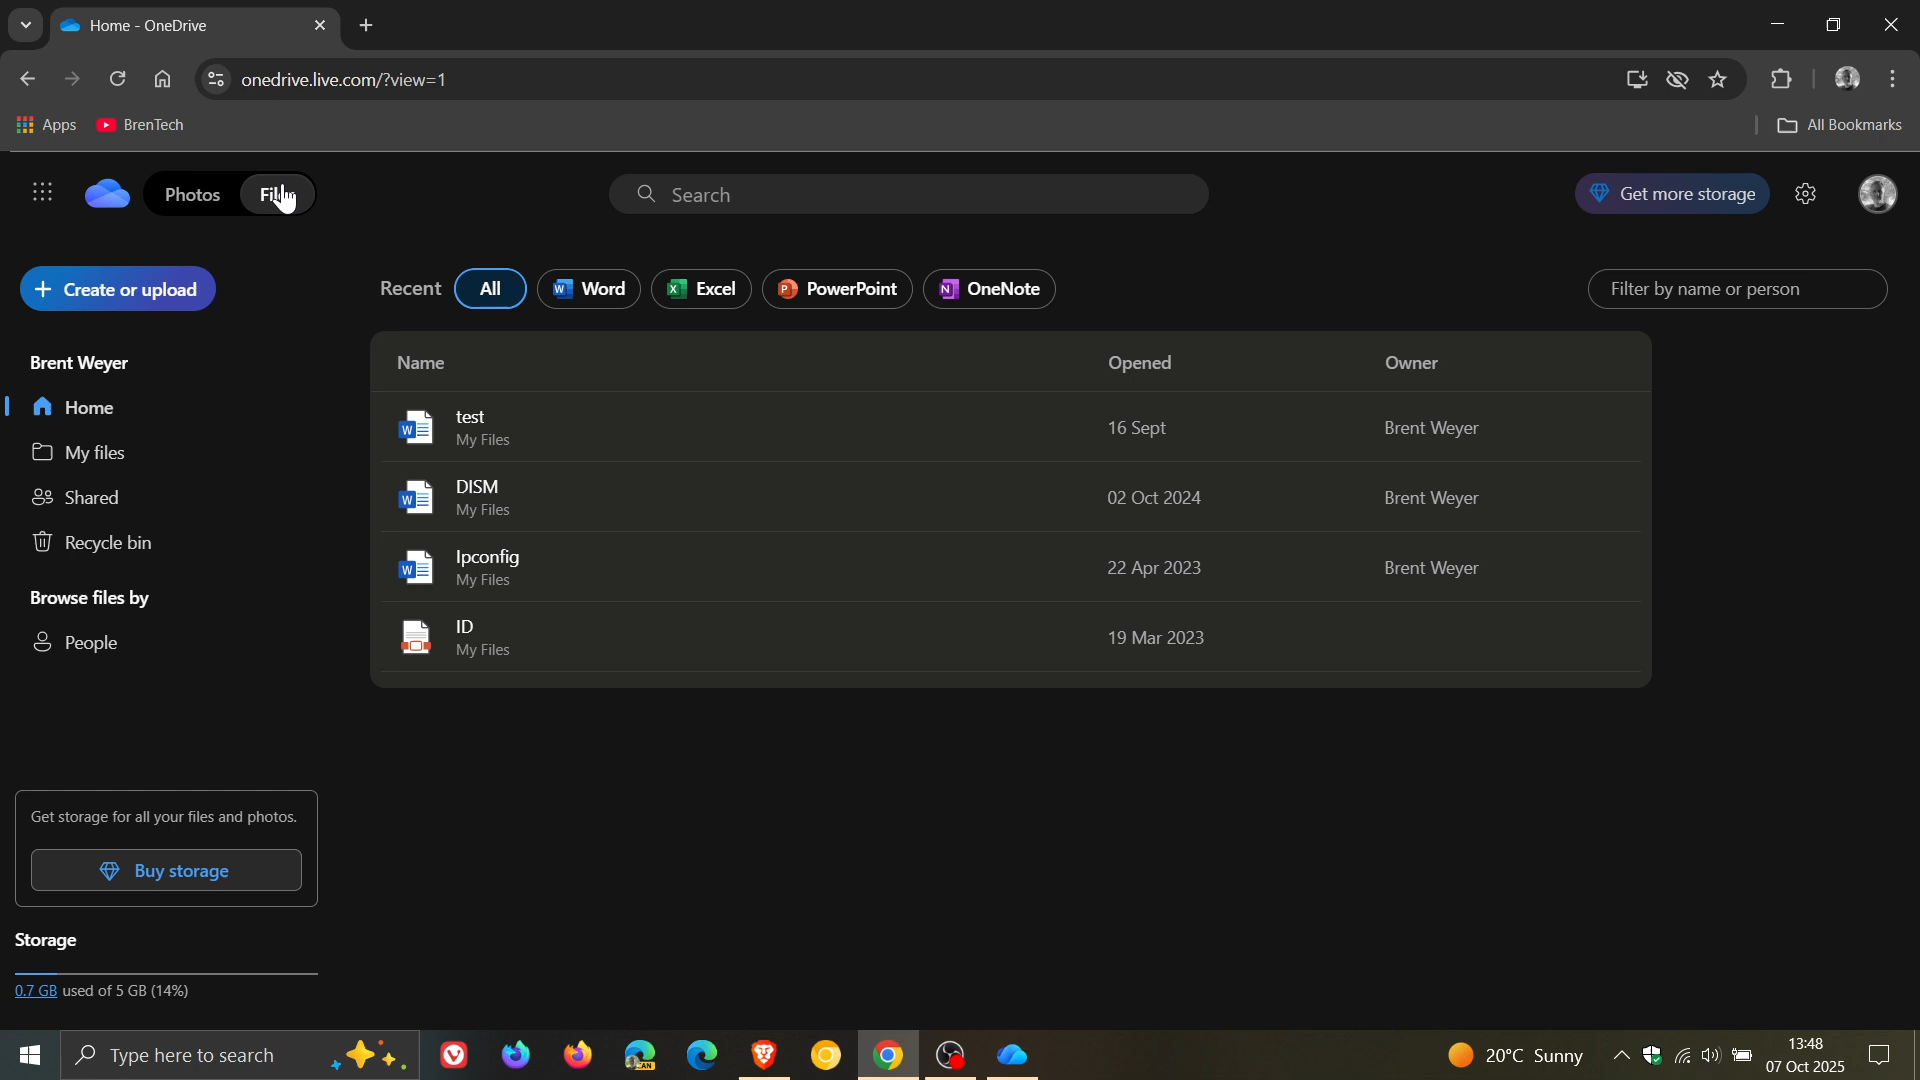 Home - OneDrive
onedrive.live.com/?view=1
Apps
BrenTech
All Bookmarks
Photos
Search
Get more storage
Create or upload
Recent
All
Word
Excel
PowerPoint
OneNote
Filter by name or person
Brent Weyer
Home
My files
Shared
Recycle bin
Browse files by
People
Name
Opened
Owner
test
My Files
16 Sept
Brent Weyer
DISM
My Files
02 Oct 2024
Brent Weyer
Ipconfig
My Files
22 Apr 2023
Brent Weyer
ID
My Files
19 Mar 2023
Get storage for all your files and photos.
Buy storage
Storage
0.7 GB used of 5 GB (14%)
Type here to search
20°C Sunny
13:48
07 Oct 2025